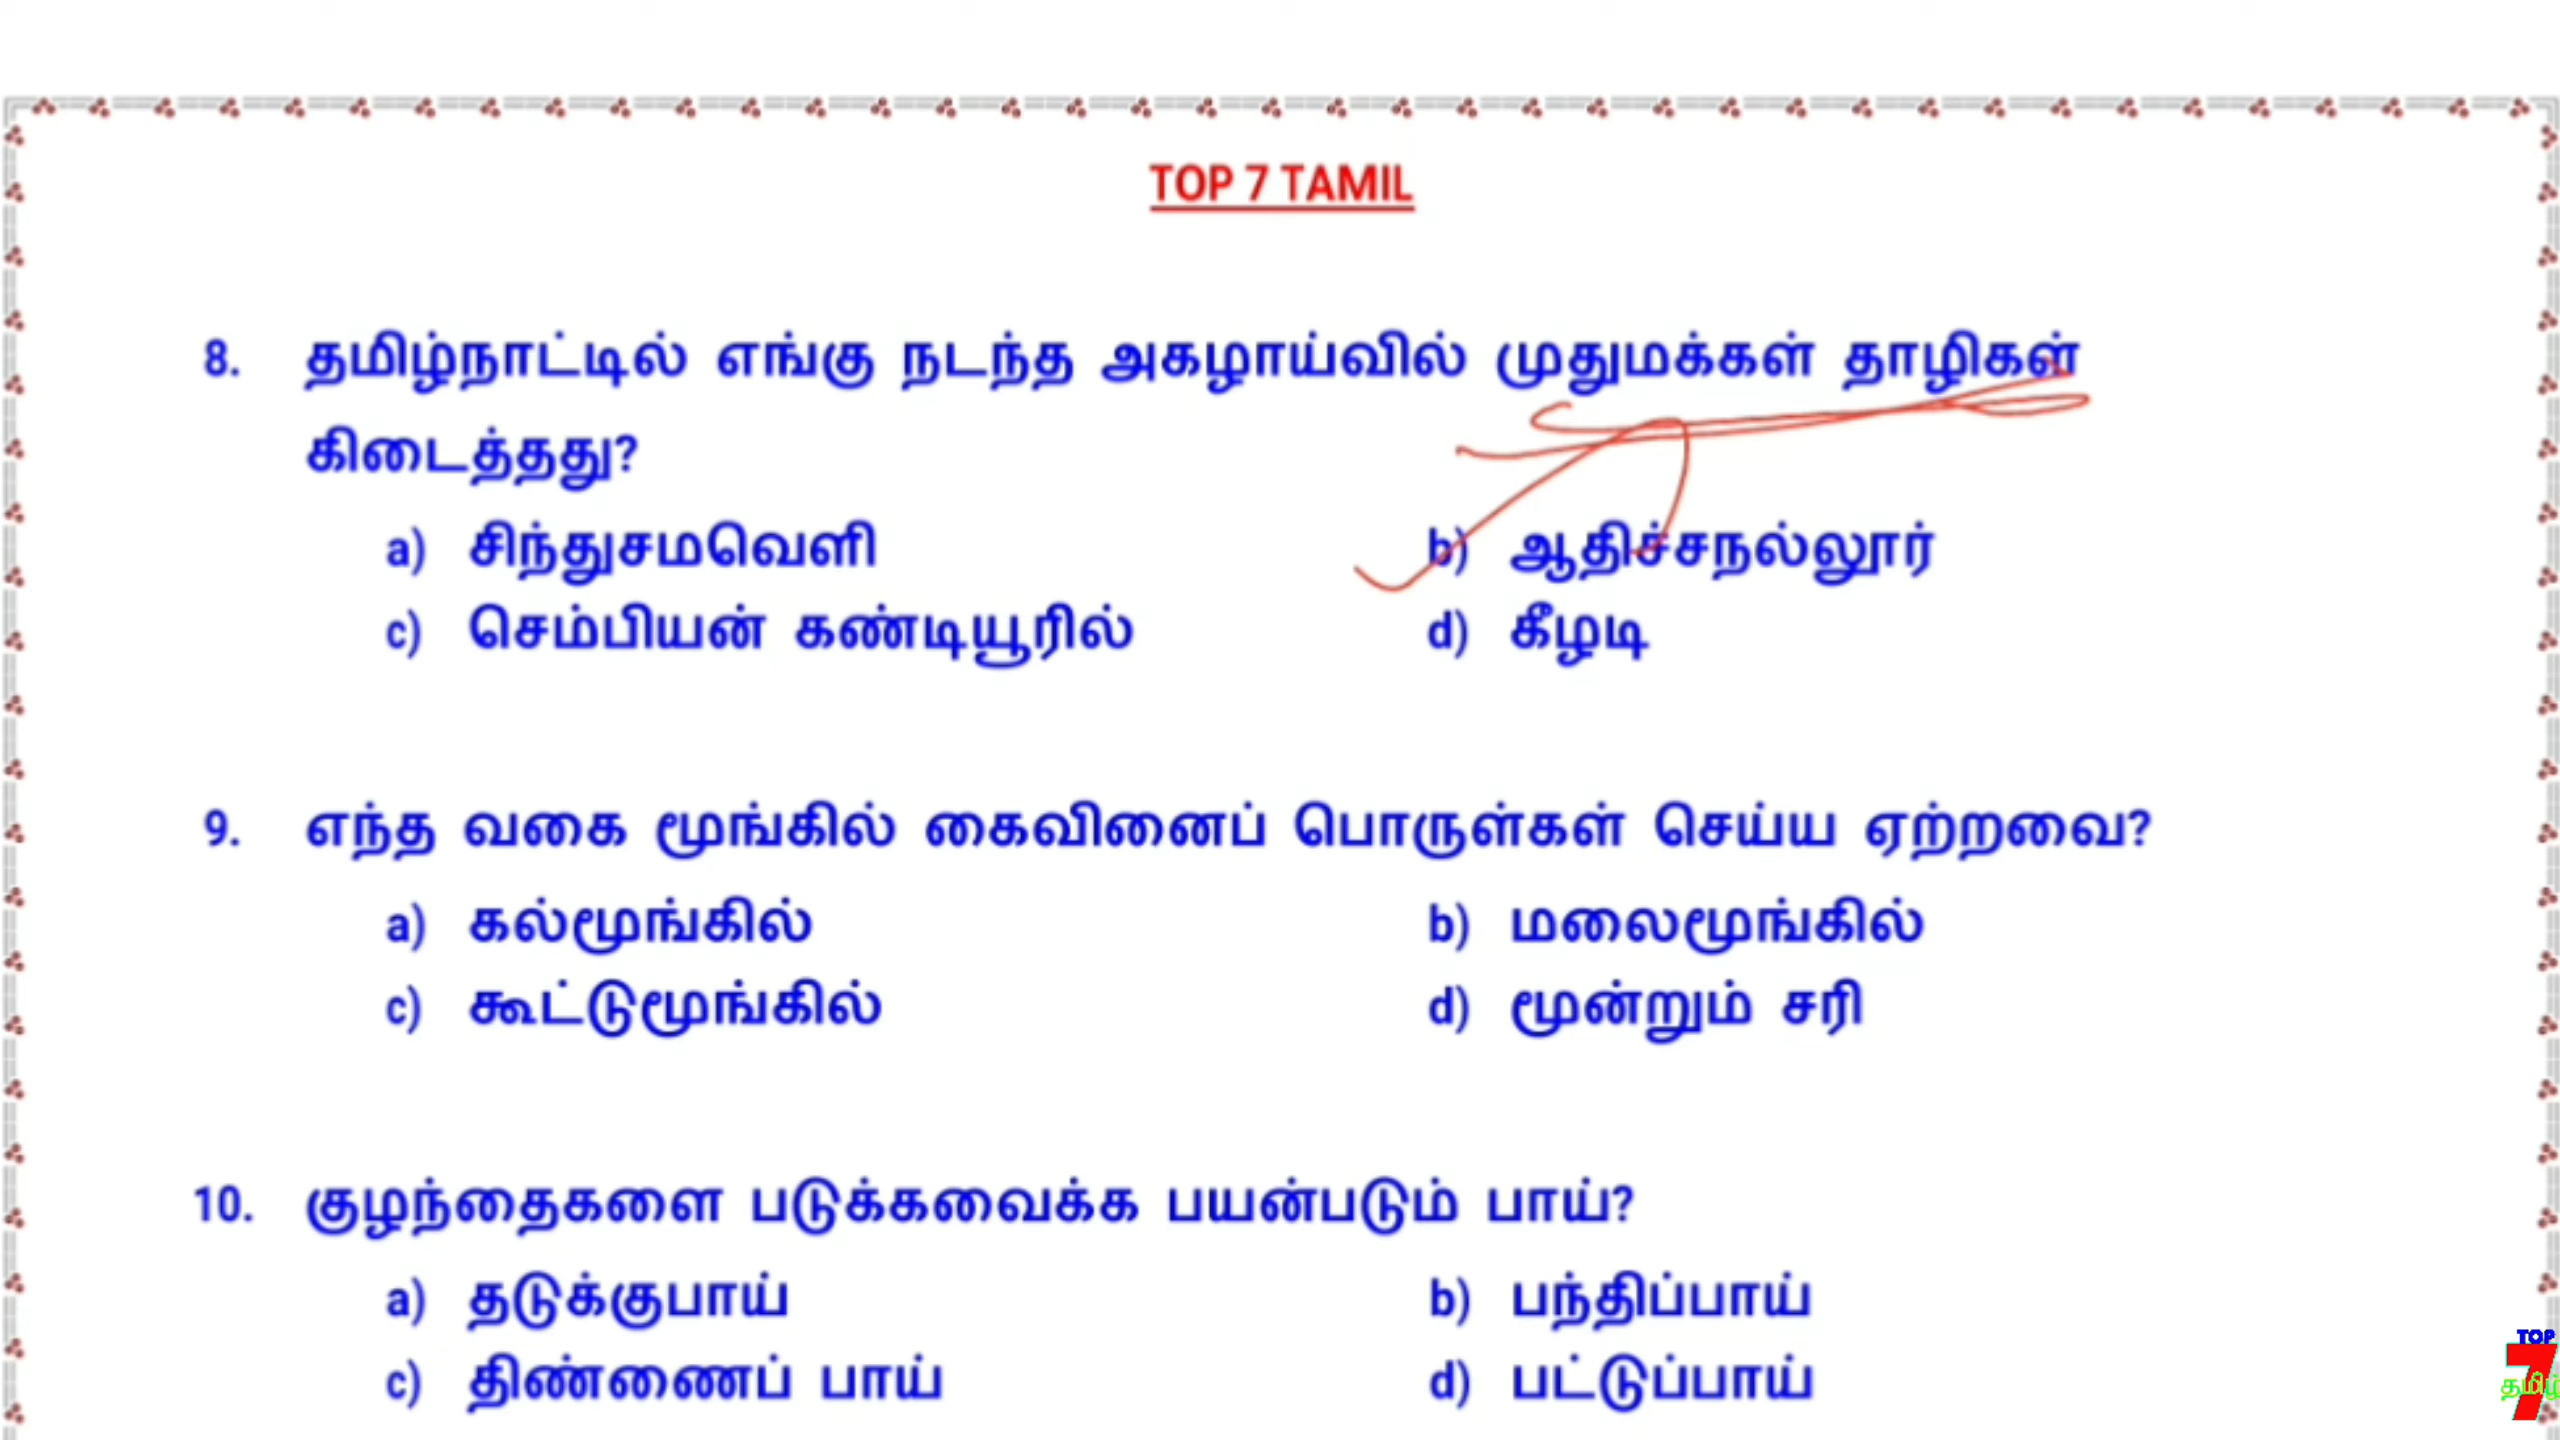 TOP 7 TAMIL
8. தமிழ்நாட்டில் எங்கு நடந்த அகழாய்வில் முதுமக்கள் தாழிகள்
கிடைத்தது?
a) சிந்துசமவெளி b) ஆதிச்சநல்லூர்
c) செம்பியன் கண்டியூரில் d) கீழடி
9. எந்த வகை மூங்கில் கைவினைப் பொருள்கள் செய்ய ஏற்றவை?
a) கல்மூங்கில் b) மலைமூங்கில்
c) கூட்டுமூங்கில் d) மூன்றும் சரி
10. குழந்தைகளை படுக்கவைக்க பயன்படும் பாய்?
a) தடுக்குபாய் b) பந்திப்பாய்
c) திண்ணைப் பாய் d) பட்டுப்பாய்
TOP
7
தமிழ்